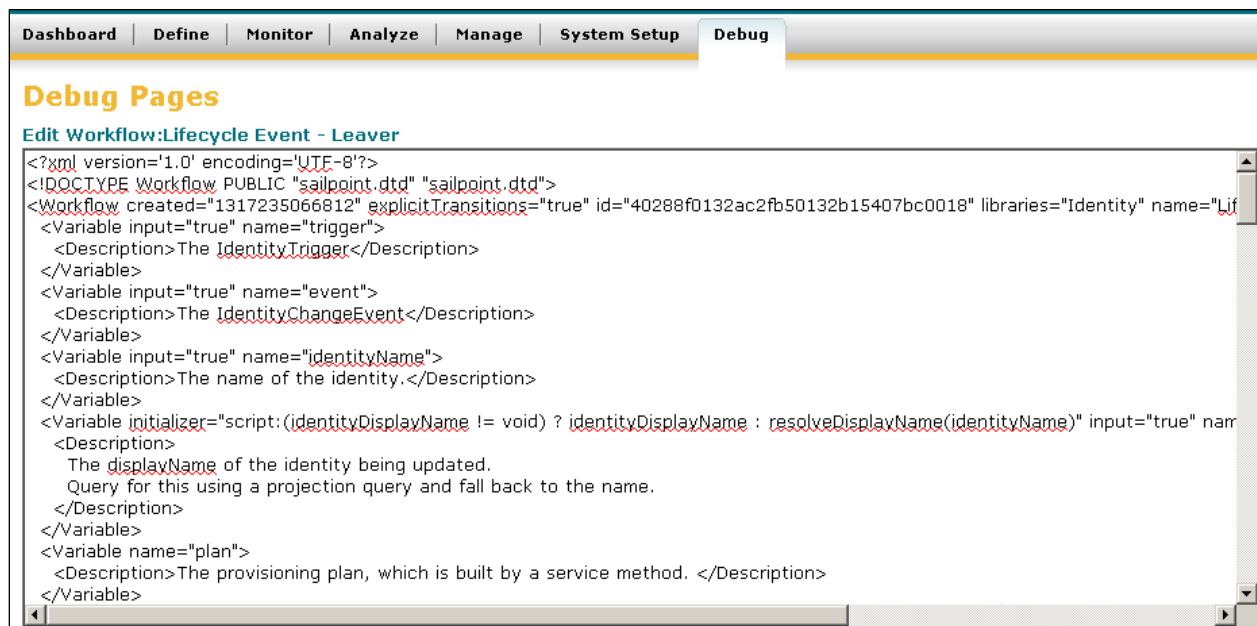 Dashboard | Define | Monitor | Analyze | Manage | System Setup | Debug
Debug Pages
Edit Workflow:Lifecycle Event - Leaver
<?xml version='1.0' encoding='UTF-8'?>
<!DOCTYPE Workflow PUBLIC "sailpoint.dtd" "sailpoint.dtd">
<Workflow created="1317235066812" explicitTransitions="true" id="40288f0132ac2fb50132b15407bc0018" libraries="Identity" name="Lif
<Variable input="true" name="trigger">
<Description>The IdentityTrigger</Description>
</Variable>
<Variable input="true" name="event">
<Description>The IdentityChangeEvent</Description>
</Variable>
<Variable input="true" name="identityName">
<Description>The name of the identity.</Description>
</Variable>
<Variable initializer="script:(identityDisplayName != void) ? identityDisplayName : resolveDisplayName(identityName)" input="true" nam
<Description>
The displayName of the identity being updated.
Query for this using a projection query and fall back to the name.
</Description>
</Variable>
<Variable name="plan">
<Description>The provisioning plan, which is built by a service method. </Description>
</Variable>